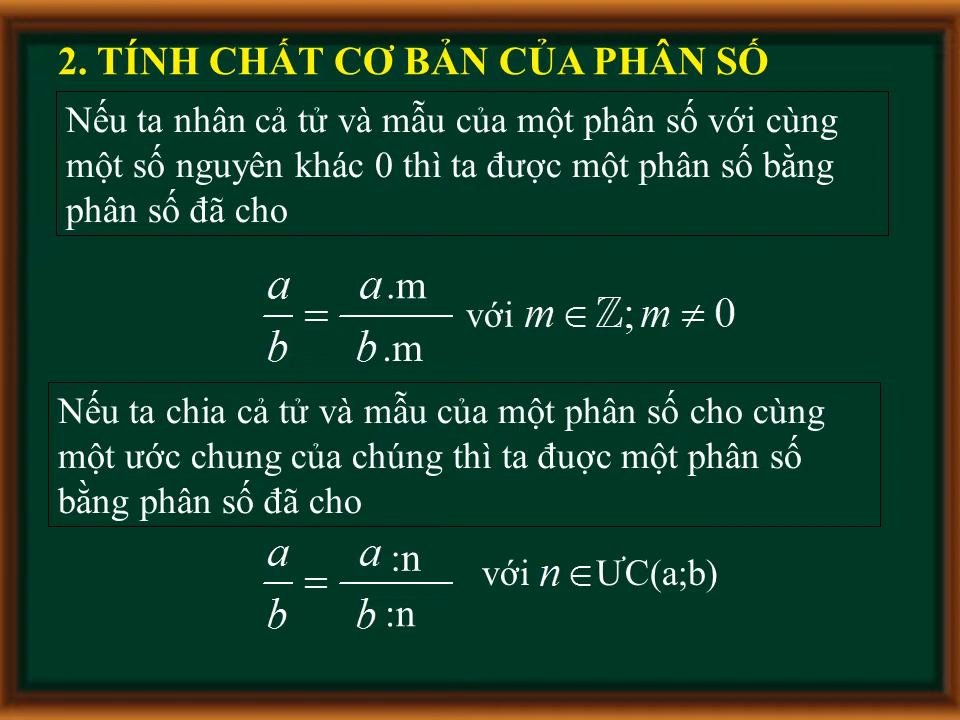 2. TÍNH CHẤT CƠ BẢN CỦA PHÂN SỐ
Nếu ta nhân cả tử và mẫu của một phân số với cùng
một số nguyên khác 0 thì ta được một phân số bằng
phân số đã cho
a/b = a.m/b.m với m ∈ ℤ; m ≠ 0
Nếu ta chia cả tử và mẫu của một phân số cho cùng
một ước chung của chúng thì ta đuợc một phân số
bằng phân số đã cho
a/b = a:n/b:n với n ∈ ƯC(a;b)